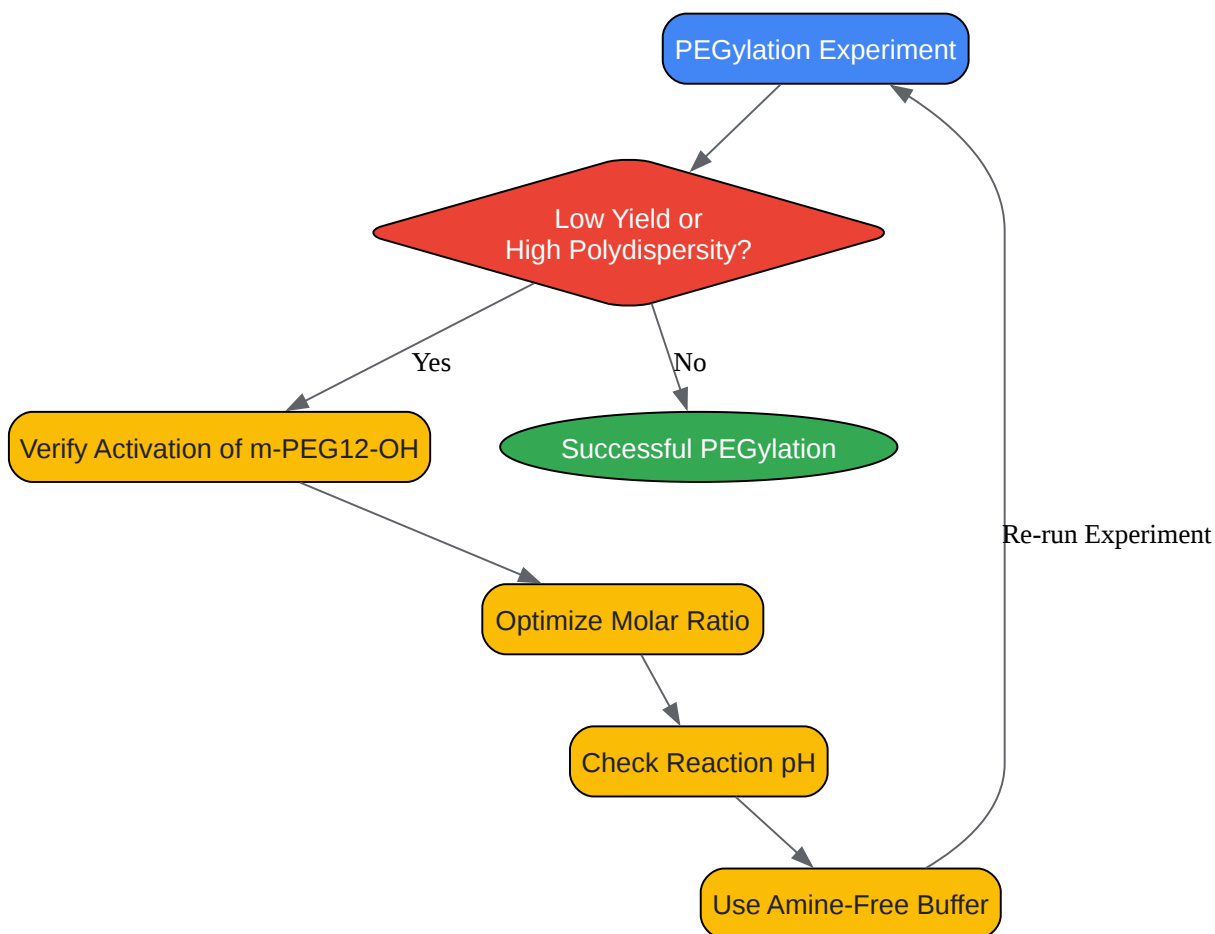 PEGylation Experiment
Low Yield or
High Polydispersity?
Yes
No
Verify Activation of m-PEG12-OH
Successful PEGylation
Re-run Experiment
Optimize Molar Ratio
Check Reaction pH
Use Amine-Free Buffer